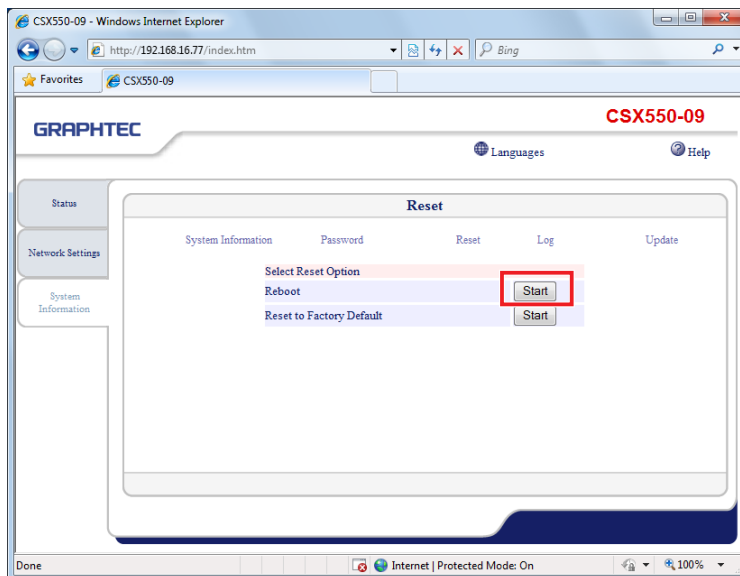 CSX550-09 - Windows Internet Explorer
http://192.168.16.77/index.htm
Bing
Favorites
CSX550-09
GRAPHTEC
CSX550-09
Languages
Help
Status
Network Settings
System
Information
Reset
System Information Password Reset Log Update
Select Reset Option
Reboot Start
Reset to Factory Default Start
Done Internet | Protected Mode: On 100%